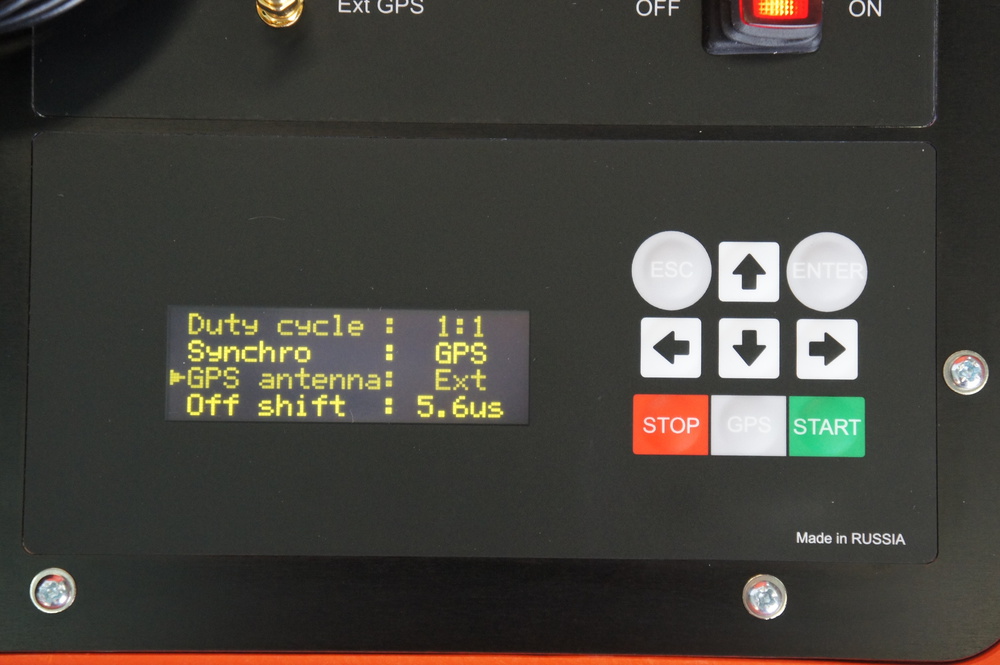 Ext GPS
OFF
ON
Duty cycle : 1:1
Synchro : GPS
►GPS antenna: Ext
Off shift : 5.6us
ESC
ENTER
STOP
GPS
START
Made in RUSSIA